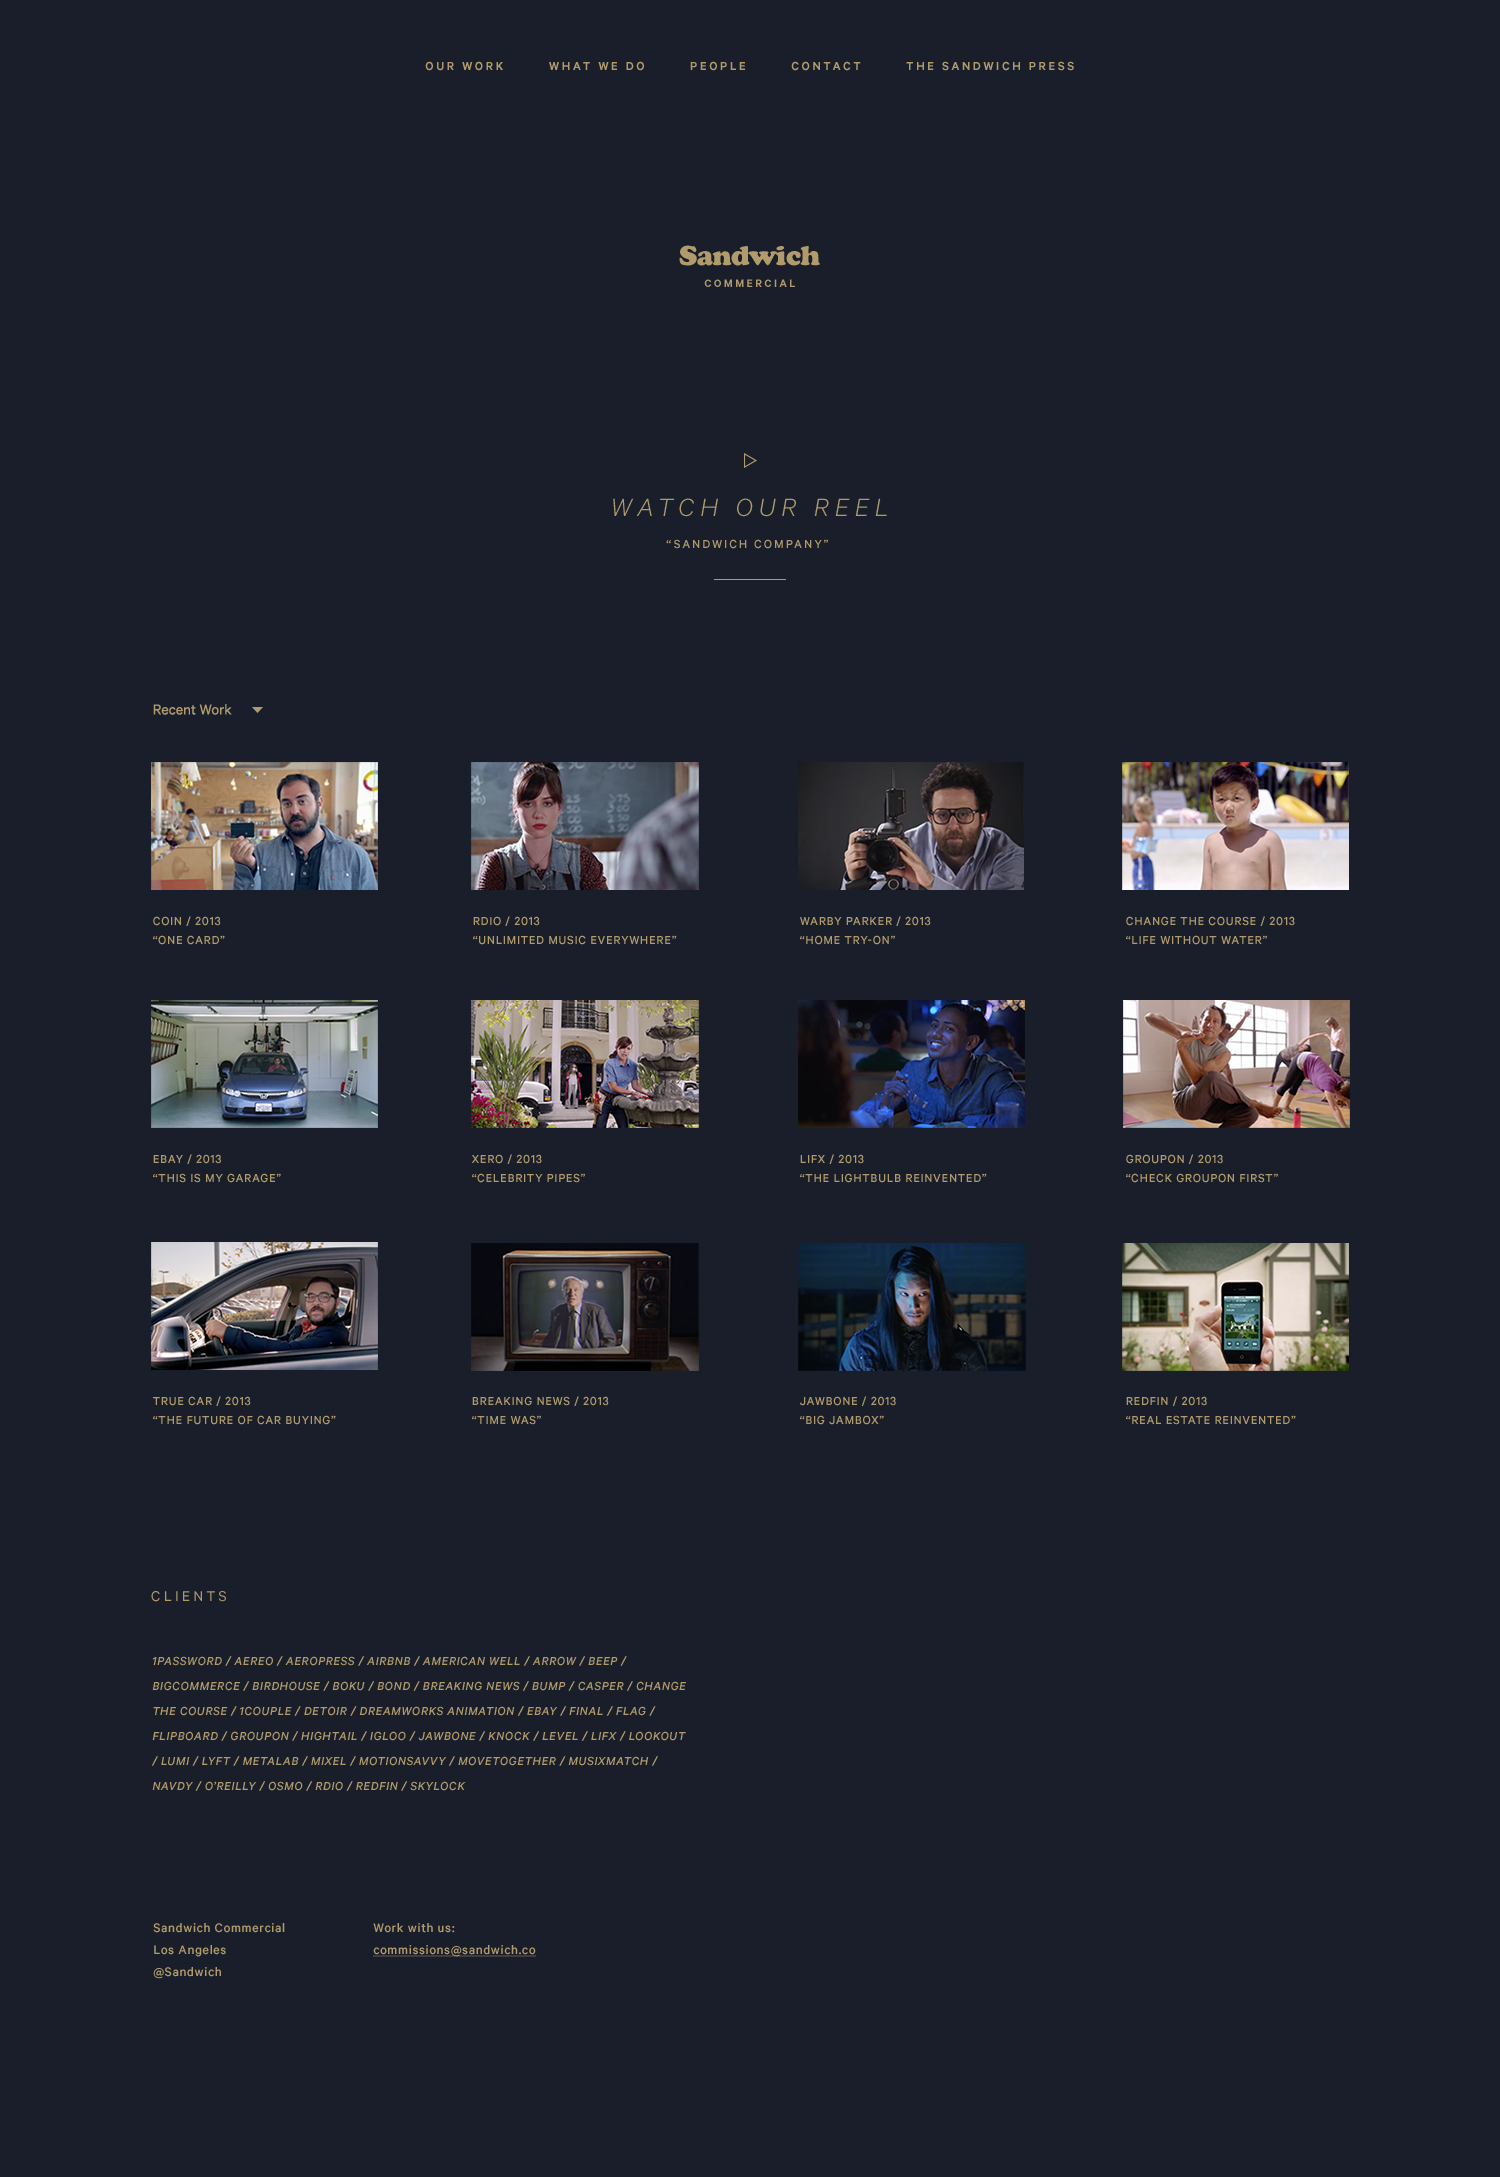 OUR WORK WHAT WE DO PEOPLE CONTACT THE SANDWICH PRESS
Sandwich
COMMERCIAL
WATCH OUR REEL
“SANDWICH COMPANY”
Recent Work
COIN / 2013
“ONE CARD”
RDIO / 2013
“UNLIMITED MUSIC EVERYWHERE”
WARBY PARKER / 2013
“HOME TRY-ON”
CHANGE THE COURSE / 2013
“LIFE WITHOUT WATER”
EBAY / 2013
“THIS IS MY GARAGE”
XERO / 2013
“CELEBRITY PIPES”
LIFX / 2013
“THE LIGHTBULB REINVENTED”
GROUPON / 2013
“CHECK GROUPON FIRST”
TRUE CAR / 2013
“THE FUTURE OF CAR BUYING”
BREAKING NEWS / 2013
“TIME WAS”
JAWBONE / 2013
“BIG JAMBOX”
REDFIN / 2013
“REAL ESTATE REINVENTED”
CLIENTS
1PASSWORD / AEREO / AEROPRESS / AIRBNB / AMERICAN WELL / ARROW / BEEP /
BIGCOMMERCE / BIRDHOUSE / BOKU / BOND / BREAKING NEWS / BUMP / CASPER / CHANGE
THE COURSE / 1COUPLE / DETOIR / DREAMWORKS ANIMATION / EBAY / FINAL / FLAG /
FLIPBOARD / GROUPON / HIGHTAIL / IGLOO / JAWBONE / KNOCK / LEVEL / LIFX / LOOKOUT
/ LUMI / LYFT / METALAB / MIXEL / MOTIONSAVVY / MOVETOGETHER / MUSIXMATCH /
NAVDY / O’REILLY / OSMO / RDIO / REDFIN / SKYLOCK
Sandwich Commercial
Los Angeles
@Sandwich
Work with us:
commissions@sandwich.co